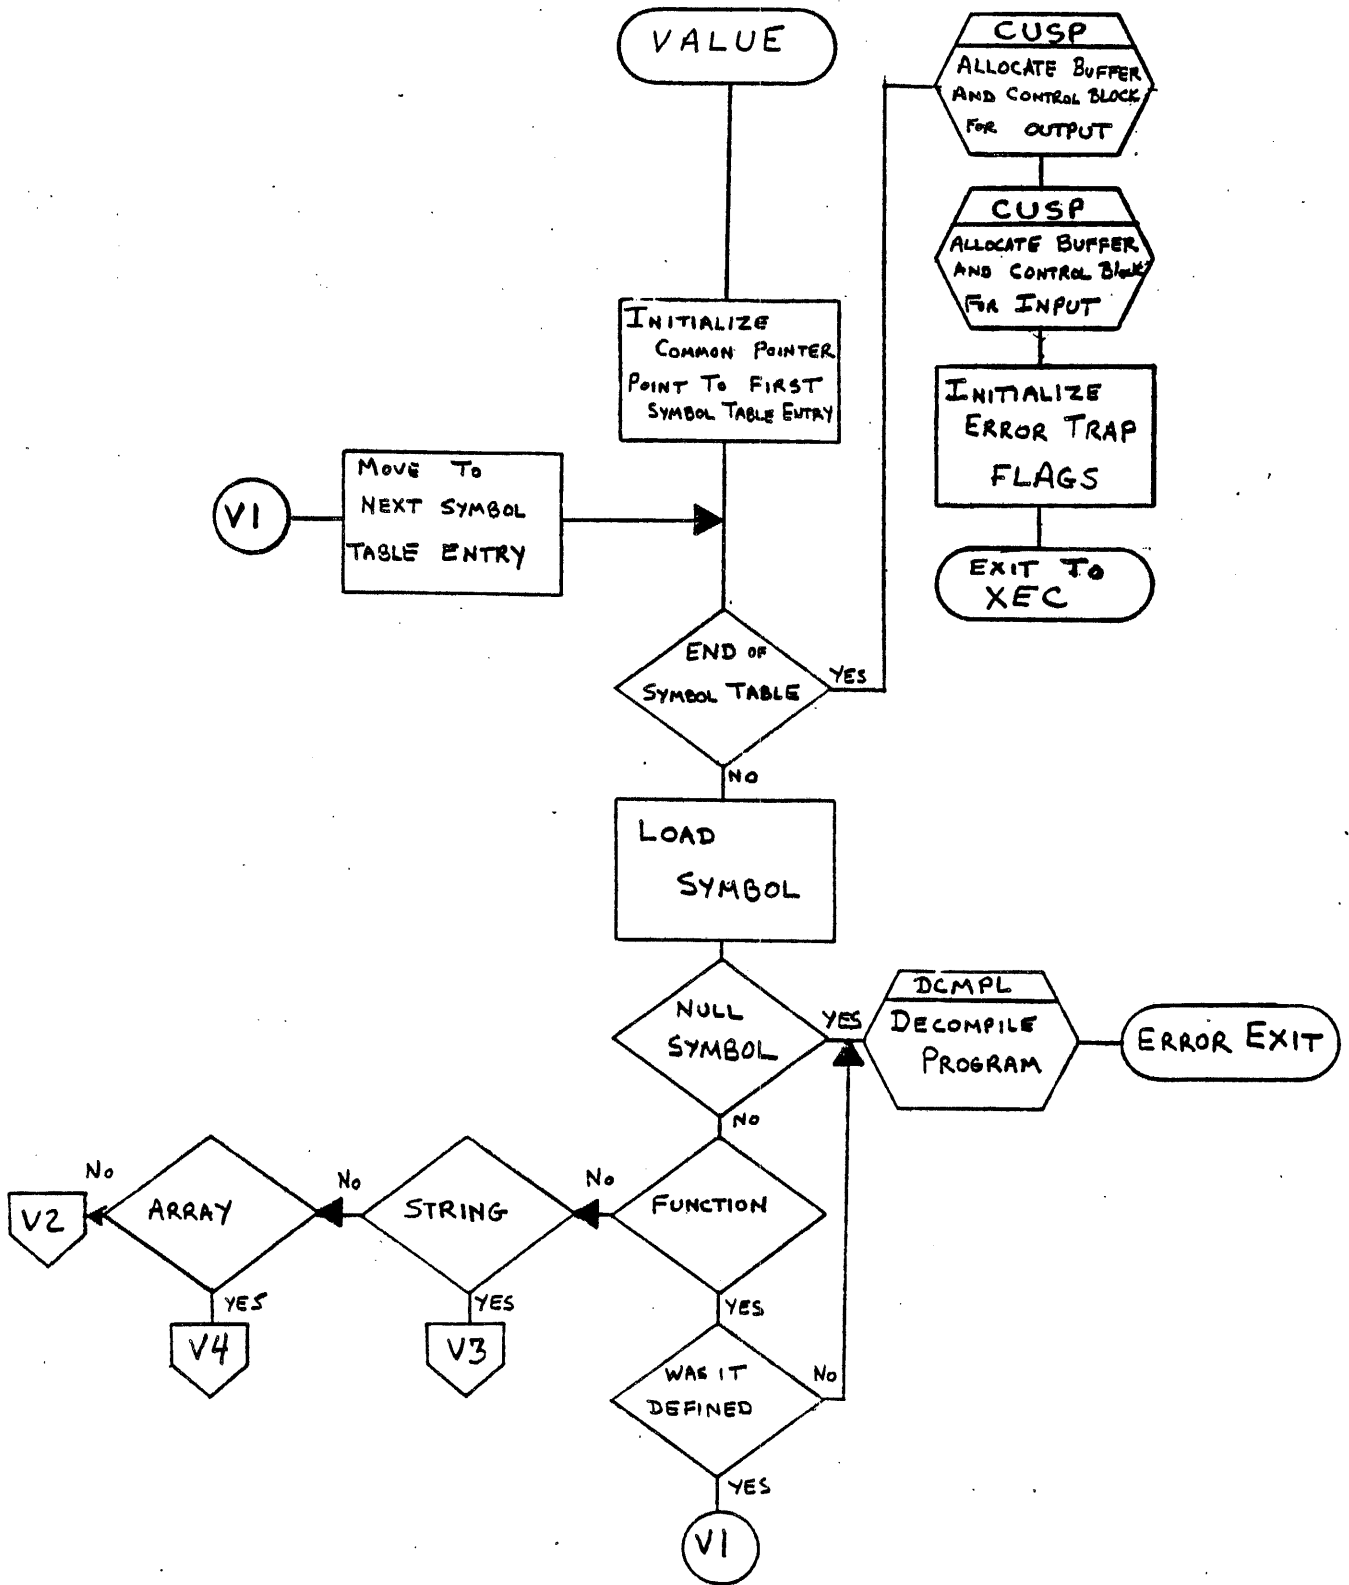 VALUE
CUSP
ALLOCATE BUFFER
AND CONTROL BLOCK
FOR OUTPUT
CUSP
ALLOCATE BUFFER
AND CONTROL BLOCK
FOR INPUT
INITIALIZE
COMMON POINTER
POINT TO FIRST
SYMBOL TABLE ENTRY
INITIALIZE
ERROR TRAP
FLAGS
EXIT TO
XEC
V1
MOVE TO
NEXT SYMBOL
TABLE ENTRY
END OF
SYMBOL TABLE
YES
NO
LOAD
SYMBOL
NULL
SYMBOL
YES
DCMPL
DECOMPILE
PROGRAM
ERROR EXIT
NO
FUNCTION
NO
STRING
NO
ARRAY
NO
V2
YES
V4
YES
V3
YES
WAS IT
DEFINED
NO
YES
V1